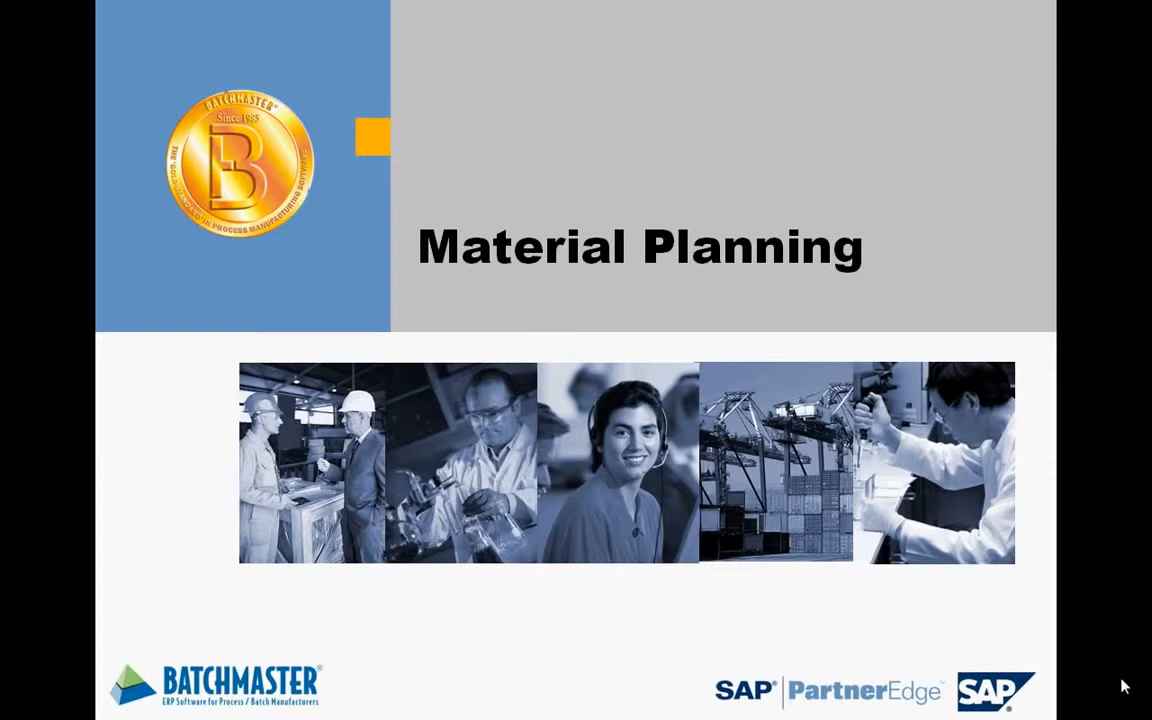 BATCHMASTER®
Since 1985
THE GOLD STANDARD IN PROCESS MANUFACTURING SOFTWARE
B
Material Planning
BATCHMASTER®
ERP Software for Process / Batch Manufacturers
SAP® PartnerEdge™
SAP®